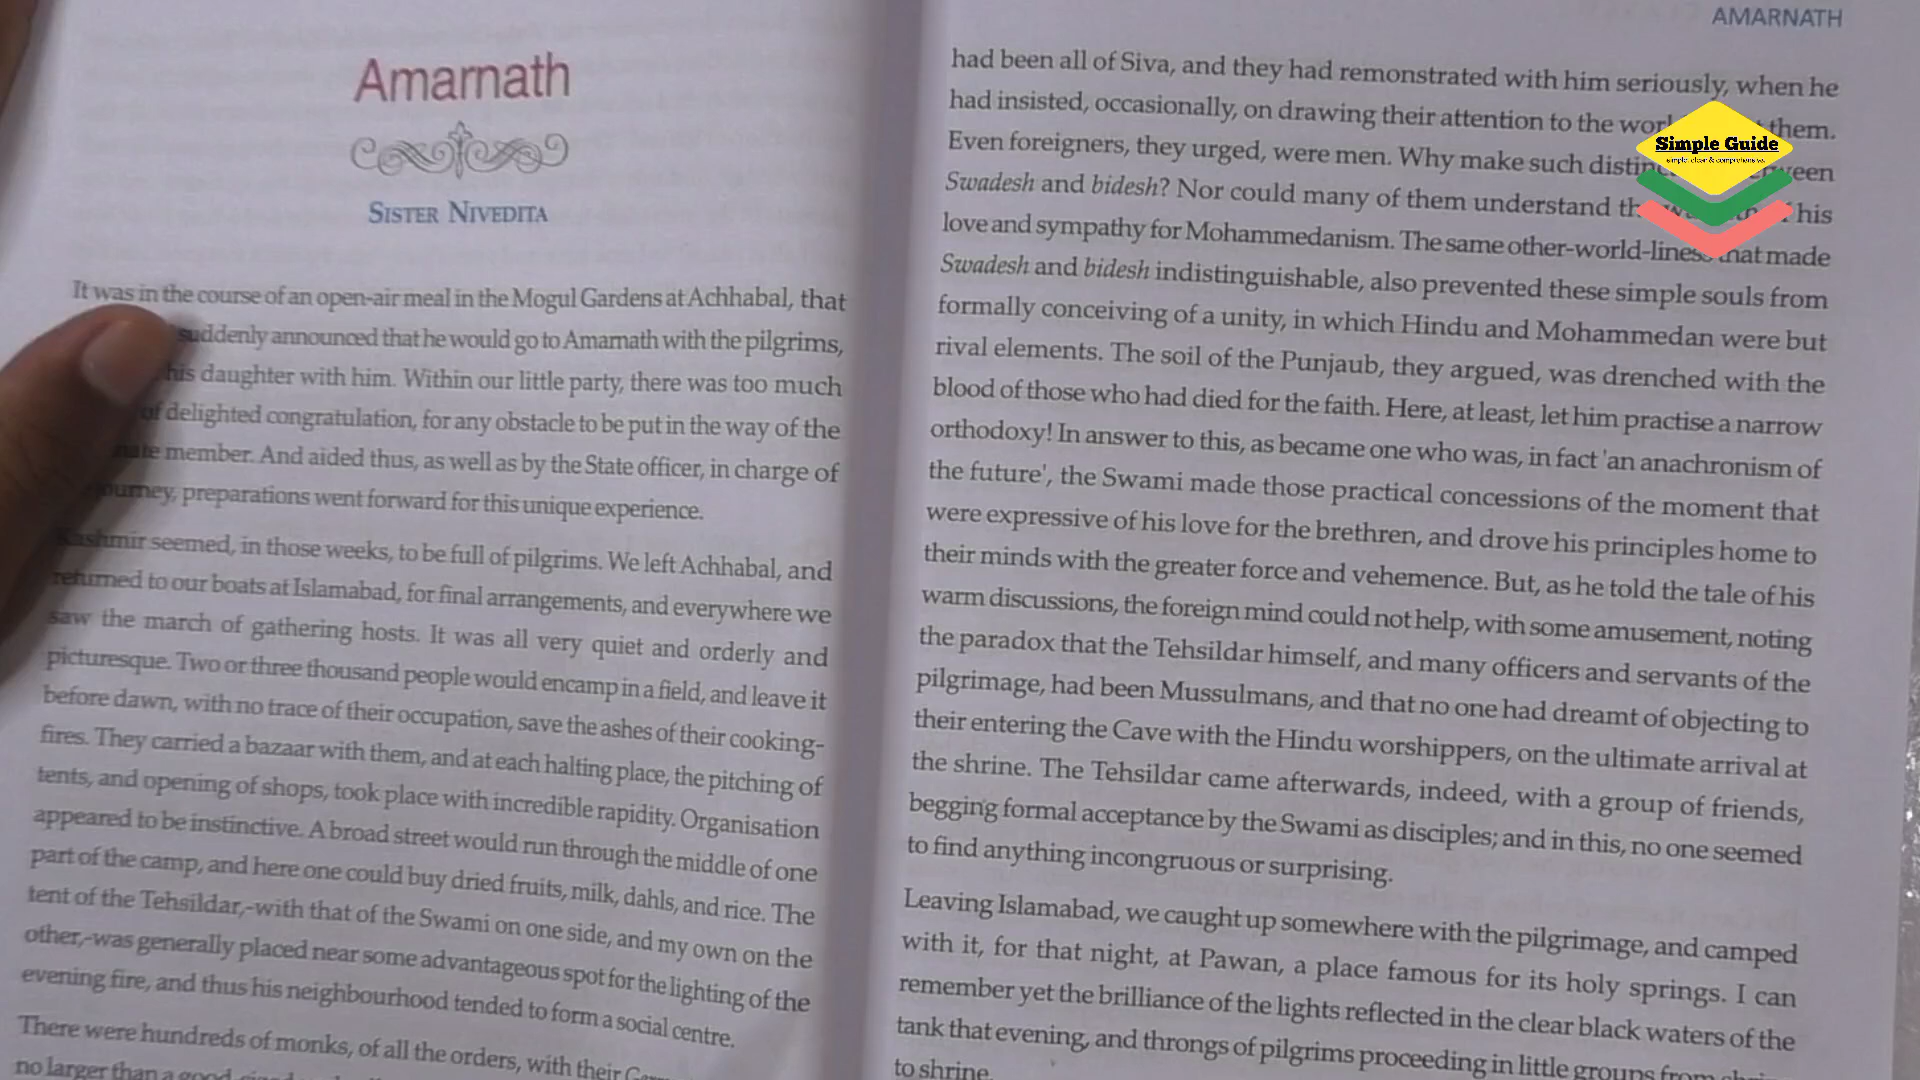 Amarnath
SISTER NIVEDITA
It was in the course of an open-air meal in the Mogul Gardens at Achhabal, that
suddenly announced that he would go to Amarnath with the pilgrims,
his daughter with him. Within our little party, there was too much
of delighted congratulation, for any obstacle to be put in the way of the
member. And aided thus, as well as by the State officer, in charge of
journey, preparations went forward for this unique experience.
Kashmir seemed, in those weeks, to be full of pilgrims. We left Achhabal, and
returned to our boats at Islamabad, for final arrangements, and everywhere we
saw the march of gathering hosts. It was all very quiet and orderly and
picturesque. Two or three thousand people would encamp in a field, and leave it
before dawn, with no trace of their occupation, save the ashes of their cooking-
fires. They carried a bazaar with them, and at each halting place, the pitching of
tents, and opening of shops, took place with incredible rapidity. Organisation
appeared to be instinctive. A broad street would run through the middle of one
part of the camp, and here one could buy dried fruits, milk, dahls, and rice. The
tent of the Tehsildar,-with that of the Swami on one side, and my own on the
other,-was generally placed near some advantageous spot for the lighting of the
evening fire, and thus his neighbourhood tended to form a social centre.
There were hundreds of monks, of all the orders, with their
no larger than a
AMARNATH
had been all of Siva, and they had remonstrated with him seriously, when he
had insisted, occasionally, on drawing their attention to the them.
Even foreigners, they urged, were men. Why make such
Swadesh and bidesh? Nor could many of them understand his
love and sympathy for Mohammedanism. The same other-world-liness that made
Swadesh and bidesh indistinguishable, also prevented these simple souls from
formally conceiving of a unity, in which Hindu and Mohammedan were but
rival elements. The soil of the Punjaub, they argued, was drenched with the
blood of those who had died for the faith. Here, at least, let him practise a narrow
orthodoxy! In answer to this, as became one who was, in fact 'an anachronism of
the future', the Swami made those practical concessions of the moment that
were expressive of his love for the brethren, and drove his principles home to
their minds with the greater force and vehemence. But, as he told the tale of his
warm discussions, the foreign mind could not help, with some amusement, noting
the paradox that the Tehsildar himself, and many officers and servants of the
pilgrimage, had been Mussulmans, and that no one had dreamt of objecting to
their entering the Cave with the Hindu worshippers, on the ultimate arrival at
the shrine. The Tehsildar came afterwards, indeed, with a group of friends,
begging formal acceptance by the Swami as disciples; and in this, no one seemed
to find anything incongruous or surprising.
Leaving Islamabad, we caught up somewhere with the pilgrimage, and camped
with it, for that night, at Pawan, a place famous for its holy springs. I can
remember yet the brilliance of the lights reflected in the clear black waters of the
tank that evening, and throngs of pilgrims proceeding in little groups from
to shrine.
Simple Guide
simple, clear & comprehensive.